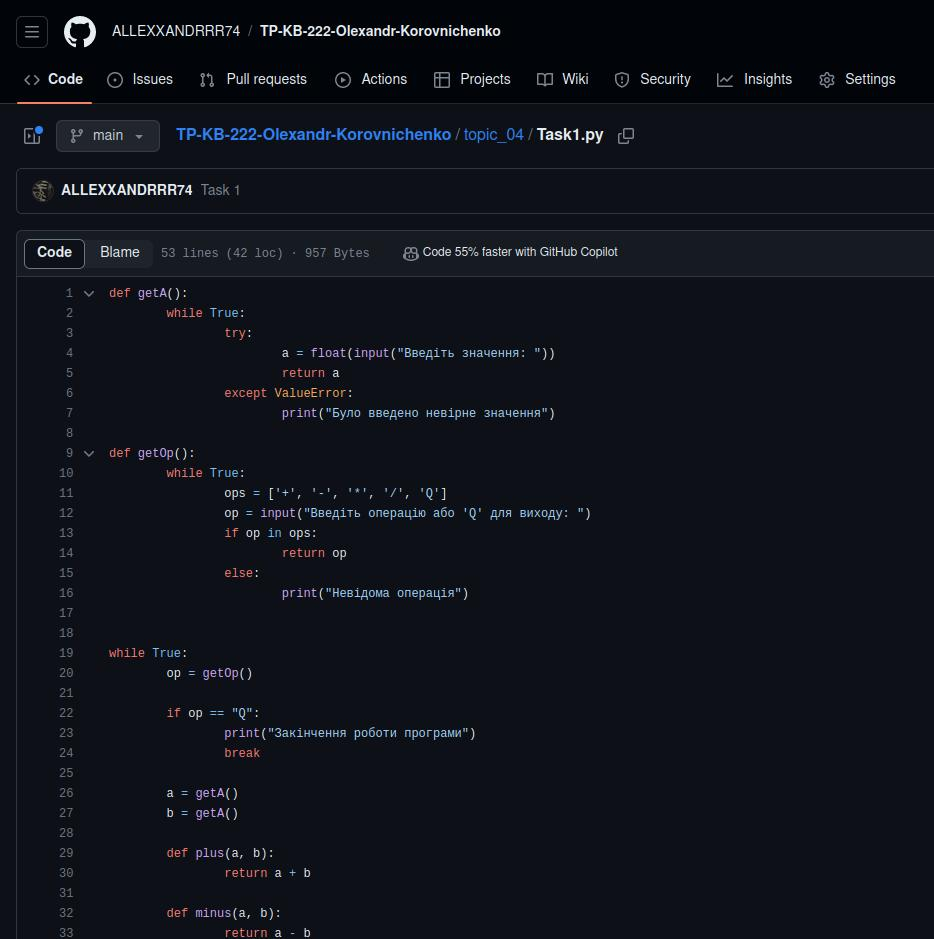 ALLEXXANDRRR74 / TP-KB-222-Olexandr-Korovnichenko
Code Issues Pull requests Actions Projects Wiki Security Insights Settings
main TP-KB-222-Olexandr-Korovnichenko / topic_04 / Task1.py
ALLEXXANDRRR74 Task 1
Code Blame 53 lines (42 loc) · 957 Bytes Code 55% faster with GitHub Copilot
1 def getA():
2 while True:
3 try:
4 a = float(input("Введіть значення: "))
5 return a
6 except ValueError:
7 print("Було введено невірне значення")
8
9 def getOp():
10 while True:
11 ops = ['+', '-', '*', '/', 'Q']
12 op = input("Введіть операцію або 'Q' для виходу: ")
13 if op in ops:
14 return op
15 else:
16 print("Невідома операція")
17
18
19 while True:
20 op = getOp()
21
22 if op == "Q":
23 print("Закінчення роботи програми")
24 break
25
26 a = getA()
27 b = getA()
28
29 def plus(a, b):
30 return a + b
31
32 def minus(a, b):
33 return a - b